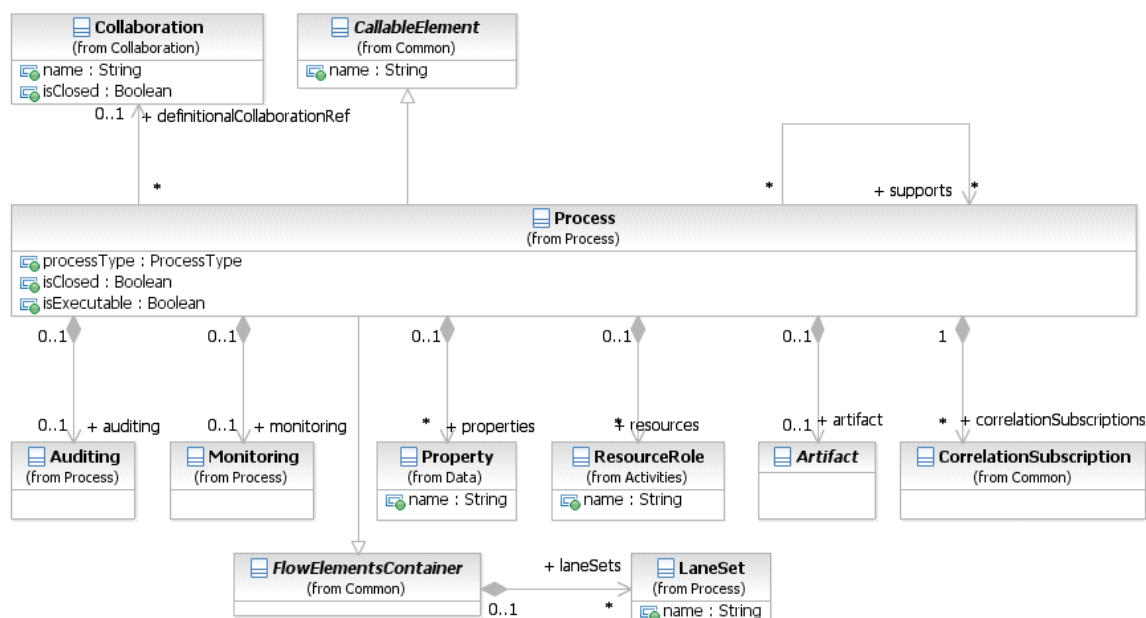 Collaboration
(from Collaboration)
name : String
isClosed : Boolean
CallableElement
(from Common)
name : String
0..1 + definitionalCollaborationRef
*
* + supports *
Process
(from Process)
processType : ProcessType
isClosed : Boolean
isExecutable : Boolean
0..1 0..1 0..1 0..1 0..1 1
0..1 + auditing
0..1 + monitoring
* + properties
* + resources
0..1 + artifact
* + correlationSubscriptions
Auditing
(from Process)
Monitoring
(from Process)
Property
(from Data)
name : String
ResourceRole
(from Activities)
name : String
Artifact
CorrelationSubscription
(from Common)
FlowElementsContainer
(from Common)
0..1 + laneSets *
LaneSet
(from Process)
name : String